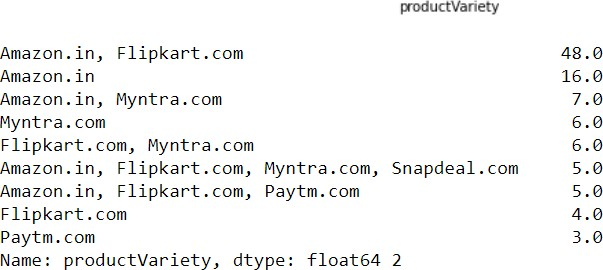 productVariety
Amazon.in, Flipkart.com 48.0
Amazon.in 16.0
Amazon.in, Myntra.com 7.0
Myntra.com 6.0
Flipkart.com, Myntra.com 6.0
Amazon.in, Flipkart.com, Myntra.com, Snapdeal.com 5.0
Amazon.in, Flipkart.com, Paytm.com 5.0
Flipkart.com 4.0
Paytm.com 3.0
Name: productVariety, dtype: float64 2